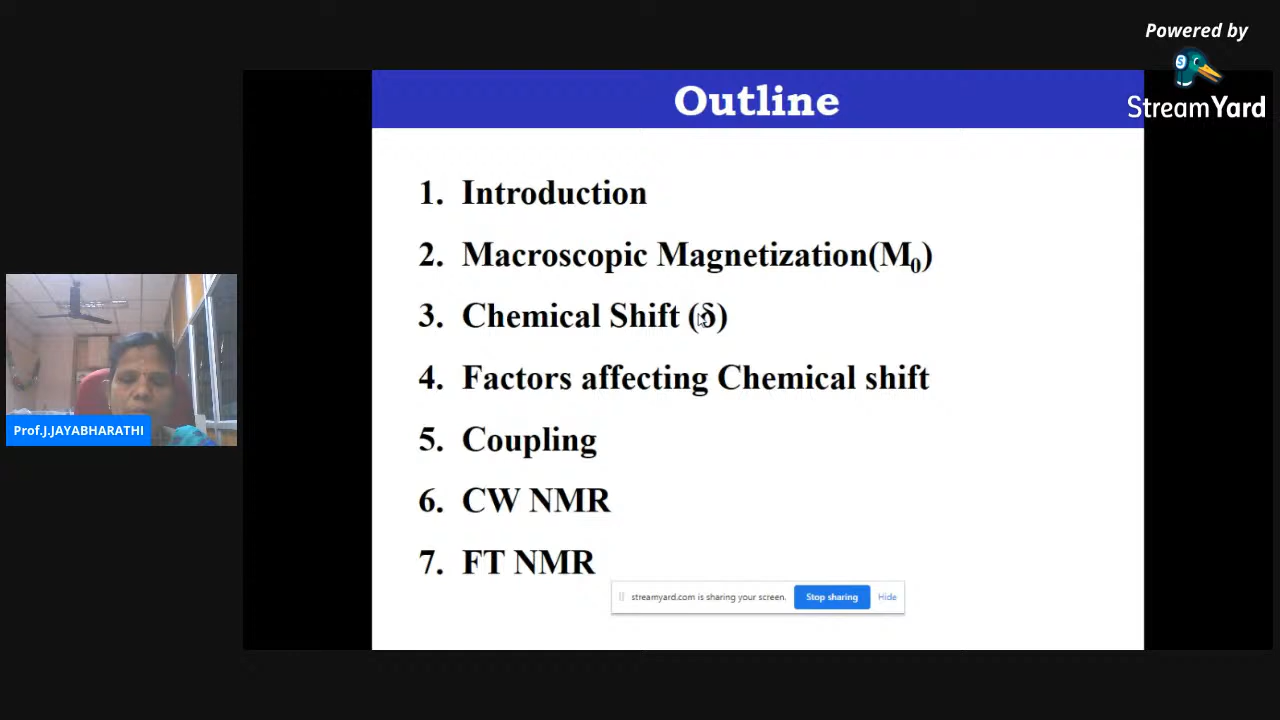 Powered by
StreamYard
Outline
1. Introduction
2. Macroscopic Magnetization(M₀)
3. Chemical Shift (δ)
4. Factors affecting Chemical shift
5. Coupling
6. CW NMR
7. FT NMR
streamyard.com is sharing your screen. Stop sharing Hide
Prof.J.JAYABHARATHI